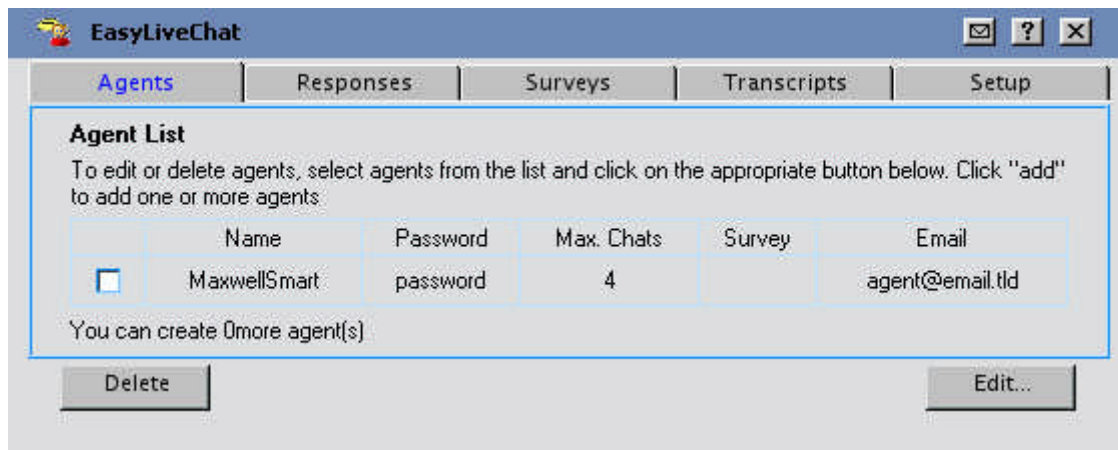 EasyLiveChat ?
Agents Responses Surveys Transcripts Setup
Agent List
To edit or delete agents, select agents from the list and click on the appropriate button below. Click "add"
to add one or more agents
Name Password Max. Chats Survey Email
MaxwellSmart password 4 agent@email.tld
You can create 0more agent(s)
Delete Edit...